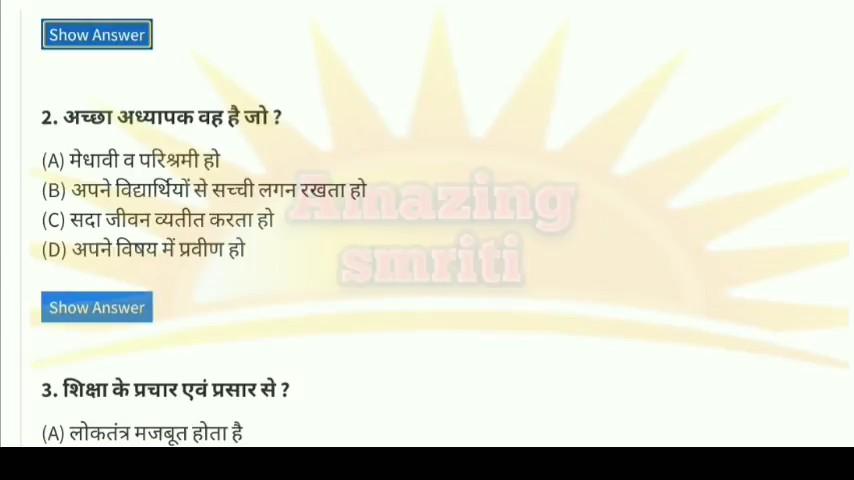 Show Answer
2. अच्छा अध्यापक वह है जो ?
(A) मेधावी व परिश्रमी हो
(B) अपने विद्यार्थियों से सच्ची लगन रखता हो
(C) सदा जीवन व्यतीत करता हो
(D) अपने विषय में प्रवीण हो
Amazing
smriti
Show Answer
3. शिक्षा के प्रचार एवं प्रसार से ?
(A) लोकतंत्र मजबूत होता है